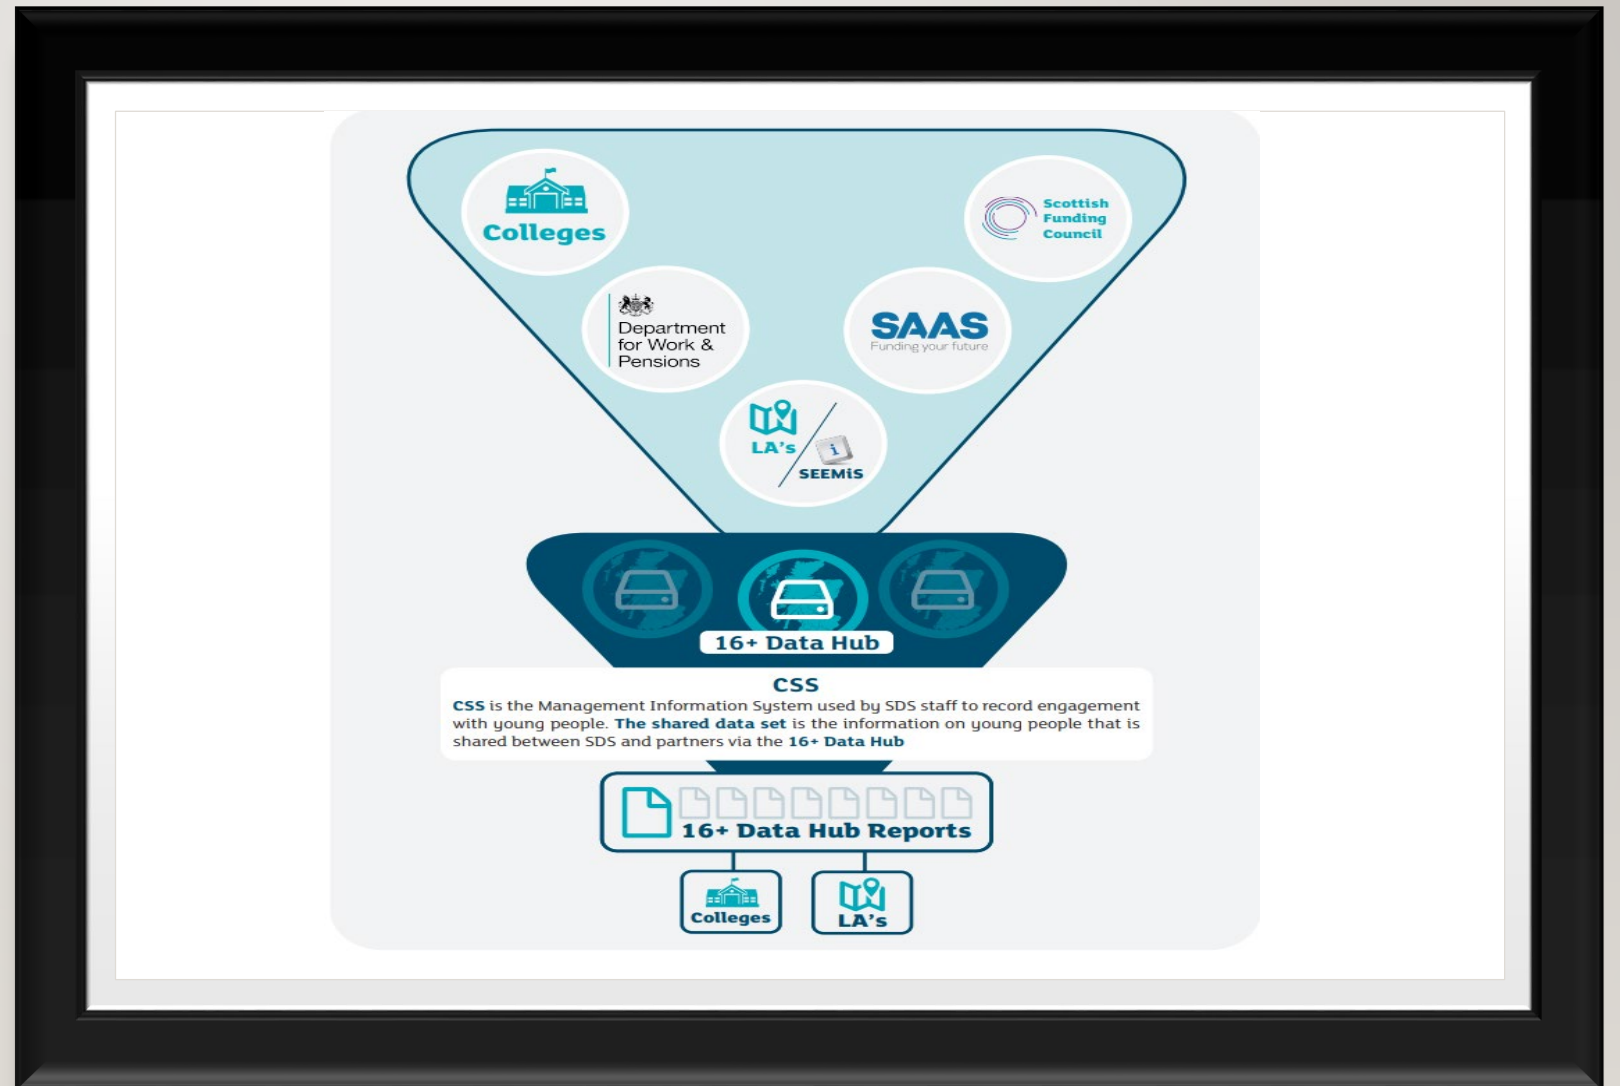 Colleges
Scottish
Funding
Council
Department
for Work &
Pensions
SAAS
Funding your future
LA's
i
SEEMiS
16+ Data Hub
CSS
CSS is the Management Information System used by SDS staff to record engagement
with young people. The shared data set is the information on young people that is
shared between SDS and partners via the 16+ Data Hub
16+ Data Hub Reports
Colleges
LA's